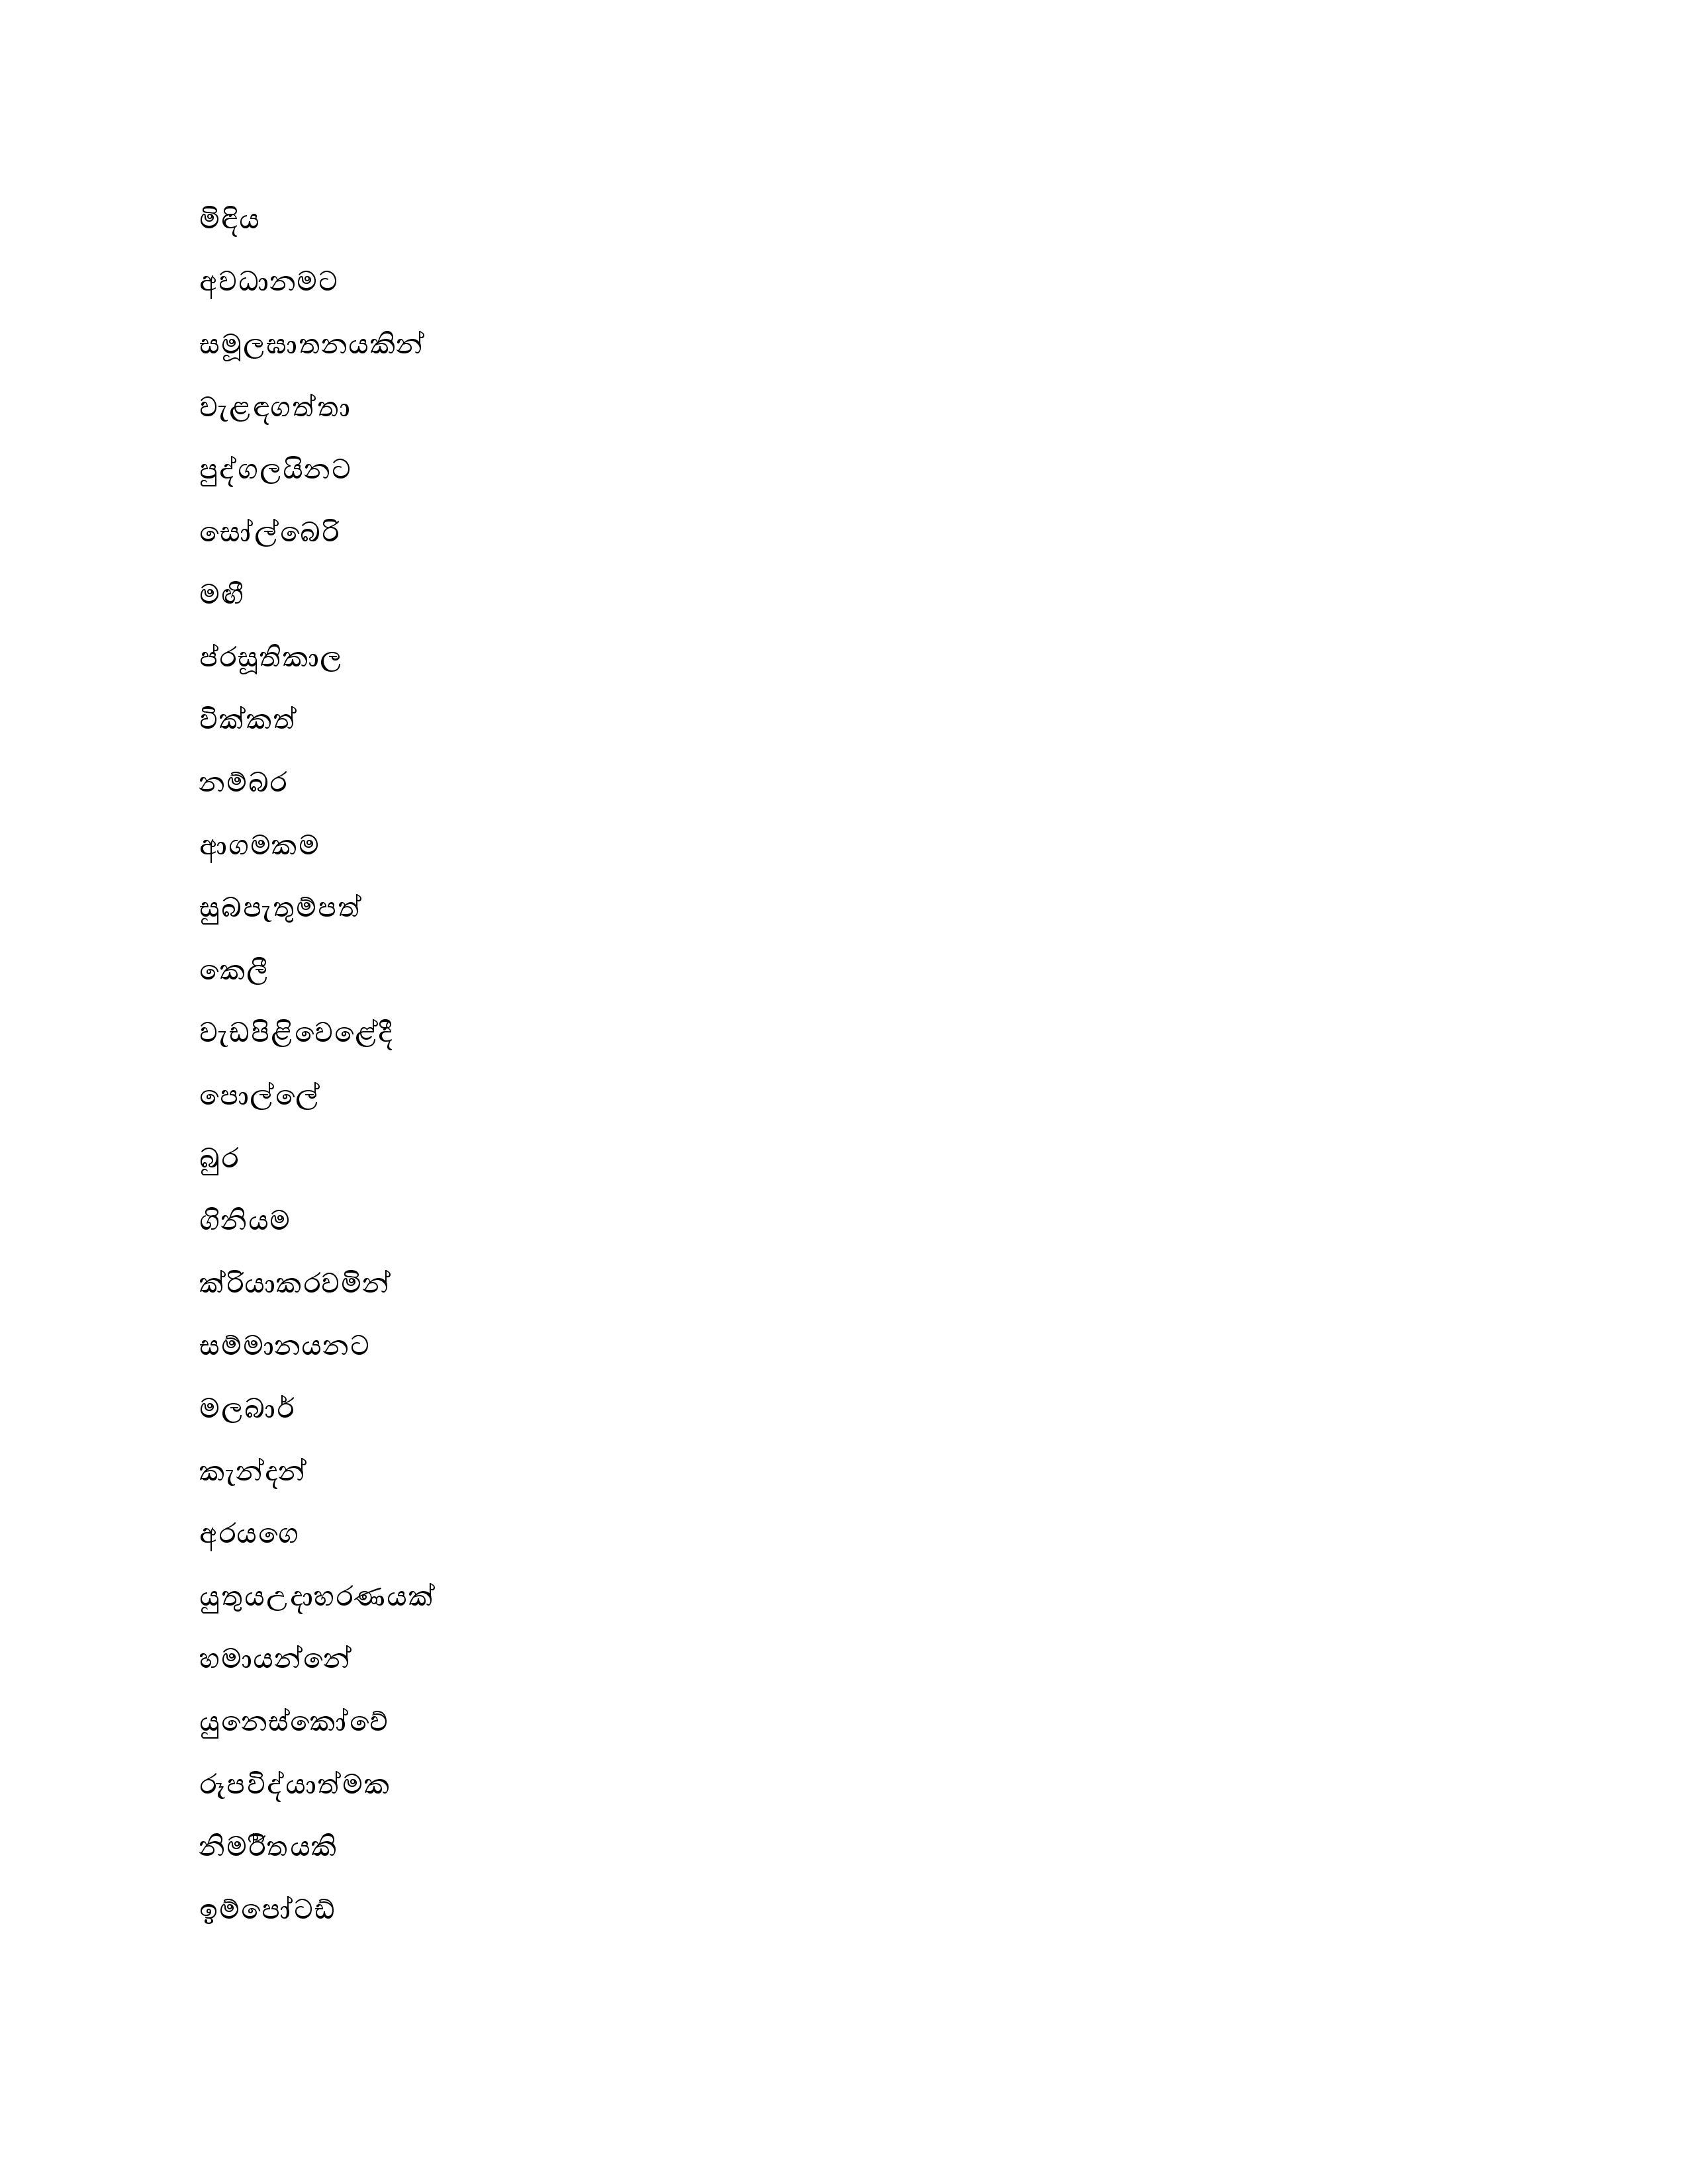 මිඳිය
අවධානමට
සමූලඝාතනයකින්
වැළඳගත්තා
පුද්ගලයිනට
සෝල්බෙරි
මඟී
ප්රසූතිකාල
වික්කත්
නම්බර
ආගමකම
සුබපැතුම්පත්
කෙලී
වැඩපිළිවෙළේදී
පොල්ලේ
බුර
ගිනියම
ක්රියාකරවමින්
සම්මානයනට
මලබාර්
කැන්දන්
අරයගෙ
යුතුයඋදාහරණයක්
හමායන්නේ
යුනෙස්කෝවේ
රූපවිද්යාත්මක
නිමර්ිතයකි
ඉම්පෝටඩ්